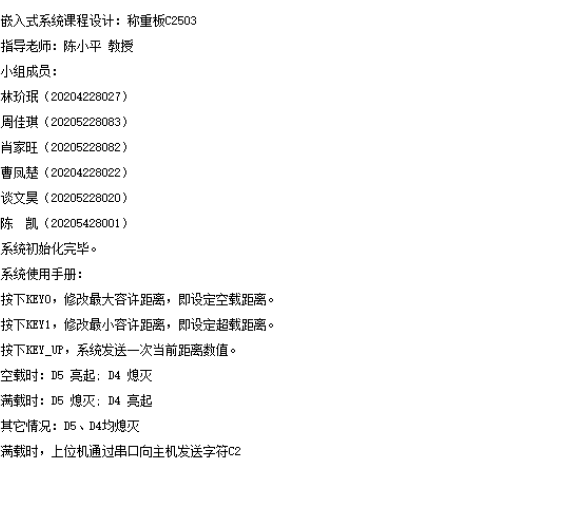 嵌入式系统课程设计：称重板C2503
指导老师：陈小平 教授
小组成员：
林玠珉（20204228027）
周佳琪（20205228083）
肖家旺（20205228082）
曹凤楚（20204228022）
谈文昊（20205228020）
陈　凯（20205428001）
系统初始化完毕。
系统使用手册：
按下KEY0，修改最大容许距离，即设定空载距离。
按下KEY1，修改最小容许距离，即设定超载距离。
按下KEY_UP，系统发送一次当前距离数值。
空载时：D5 亮起; D4 熄灭
满载时：D5 熄灭; D4 亮起
其它情况：D5、D4均熄灭
满载时，上位机通过串口向主机发送字符C2